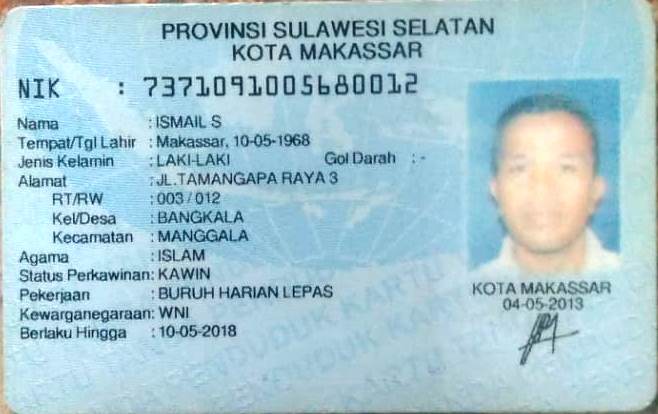 PROVINSI SULAWESI SELATAN
KOTA MAKASSAR
NIK : 7371091005680012
Nama : ISMAIL S
Tempat/Tgl Lahir : Makassar, 10-05-1968
Jenis Kelamin : LAKI-LAKI Gol Darah : -
Alamat : JL.TAMANGAPA RAYA 3
RT/RW : 003 / 012
Kel/Desa : BANGKALA
Kecamatan : MANGGALA
Agama : ISLAM
Status Perkawinan: KAWIN
Pekerjaan : BURUH HARIAN LEPAS
Kewarganegaraan: WNI
Berlaku Hingga : 10-05-2018
KOTA MAKASSAR
04-05-2013